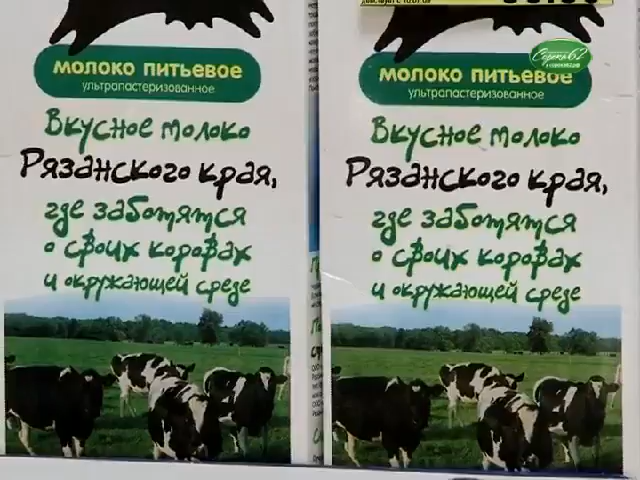 МОЛОКО ПИТЬЕВОЕ
ультрапастеризованное
Вкусное молоко
Рязанского края,
где заботятся
о своих коровах
и окружающей среде
МОЛОКО ПИТЬЕВОЕ
ультрапастеризованное
Вкусное молоко
Рязанского края,
где заботятся
о своих коровах
и окружающей среде